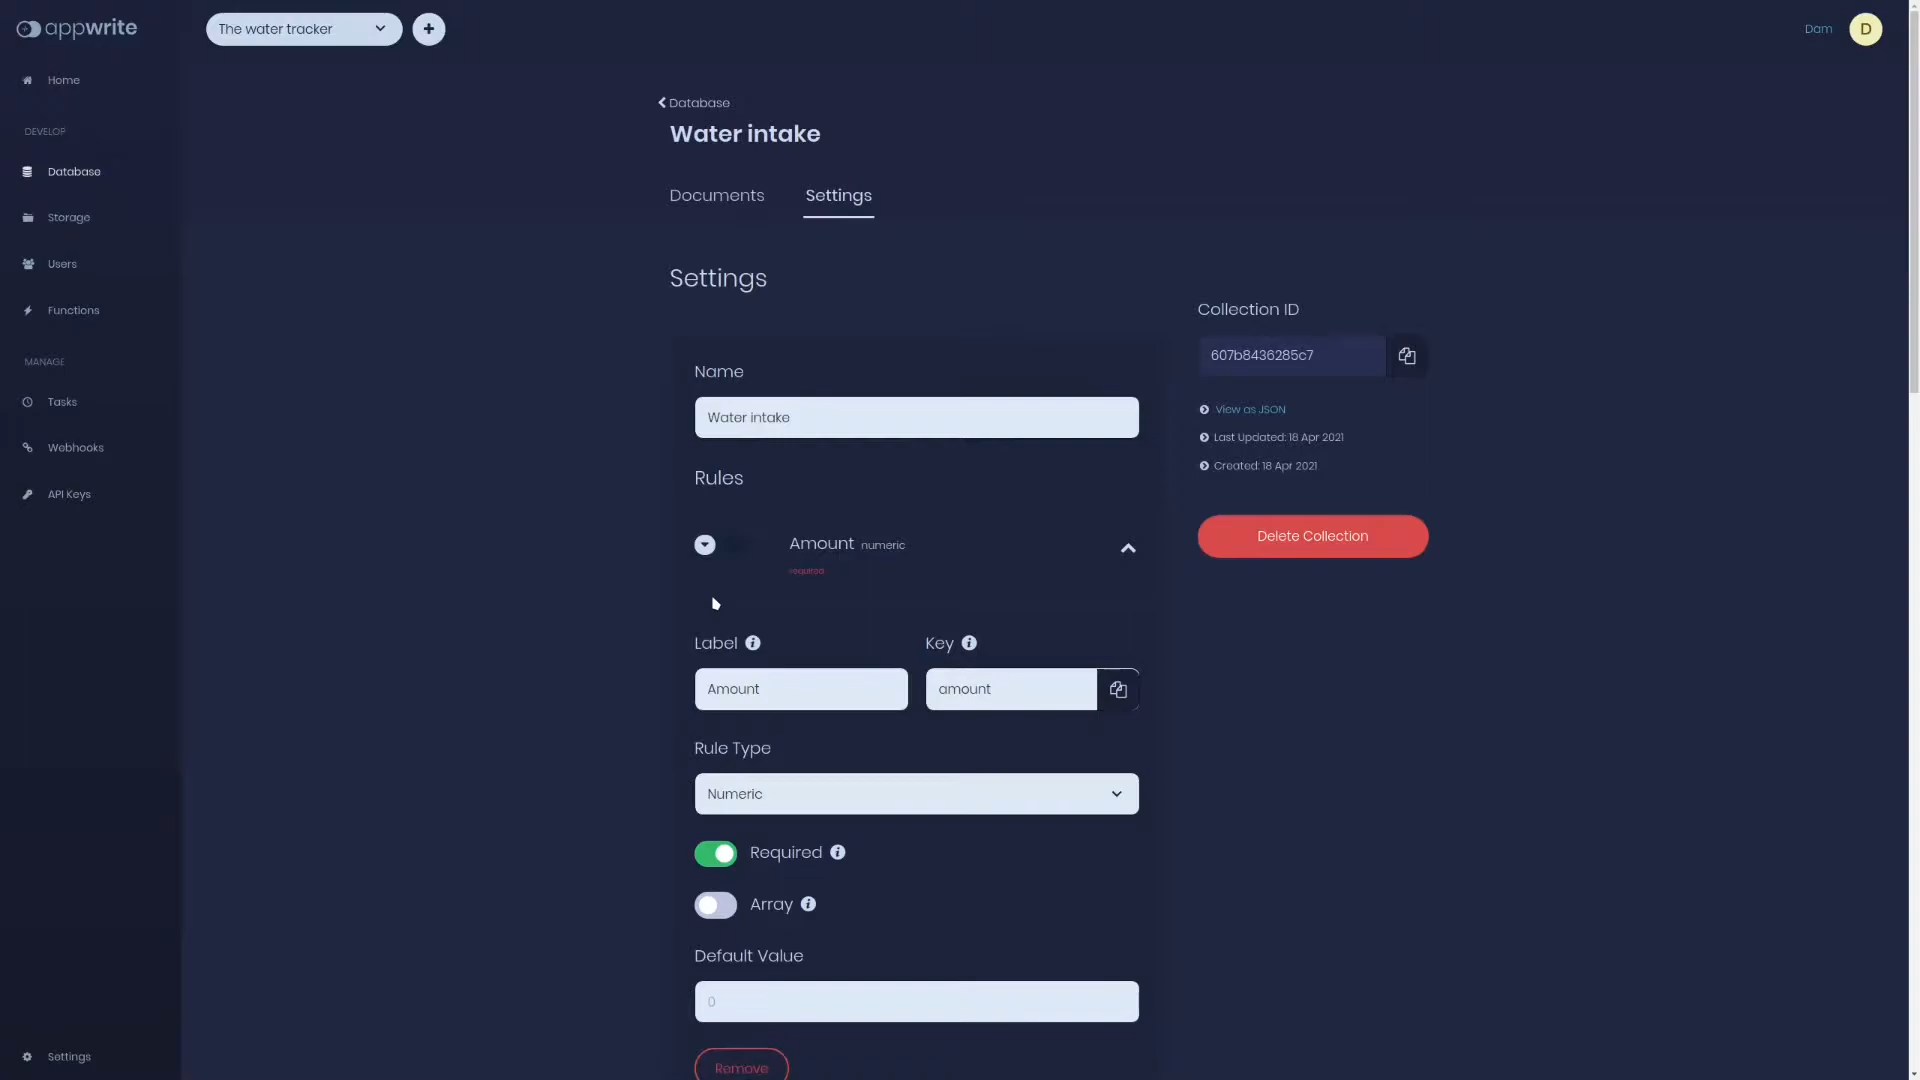 appwrite
The water tracker
+
Dam
D
Home
DEVELOP
Database
Storage
Users
Functions
MANAGE
Tasks
Webhooks
API Keys
Settings
Database
Water intake
Documents
Settings
Settings
Name
Water intake
Rules
Amount numeric
required
Label
Key
Amount
amount
Rule Type
Numeric
Required
Array
Default Value
0
Remove
Collection ID
607b8436285c7
View as JSON
Last Updated: 18 Apr 2021
Created: 18 Apr 2021
Delete Collection